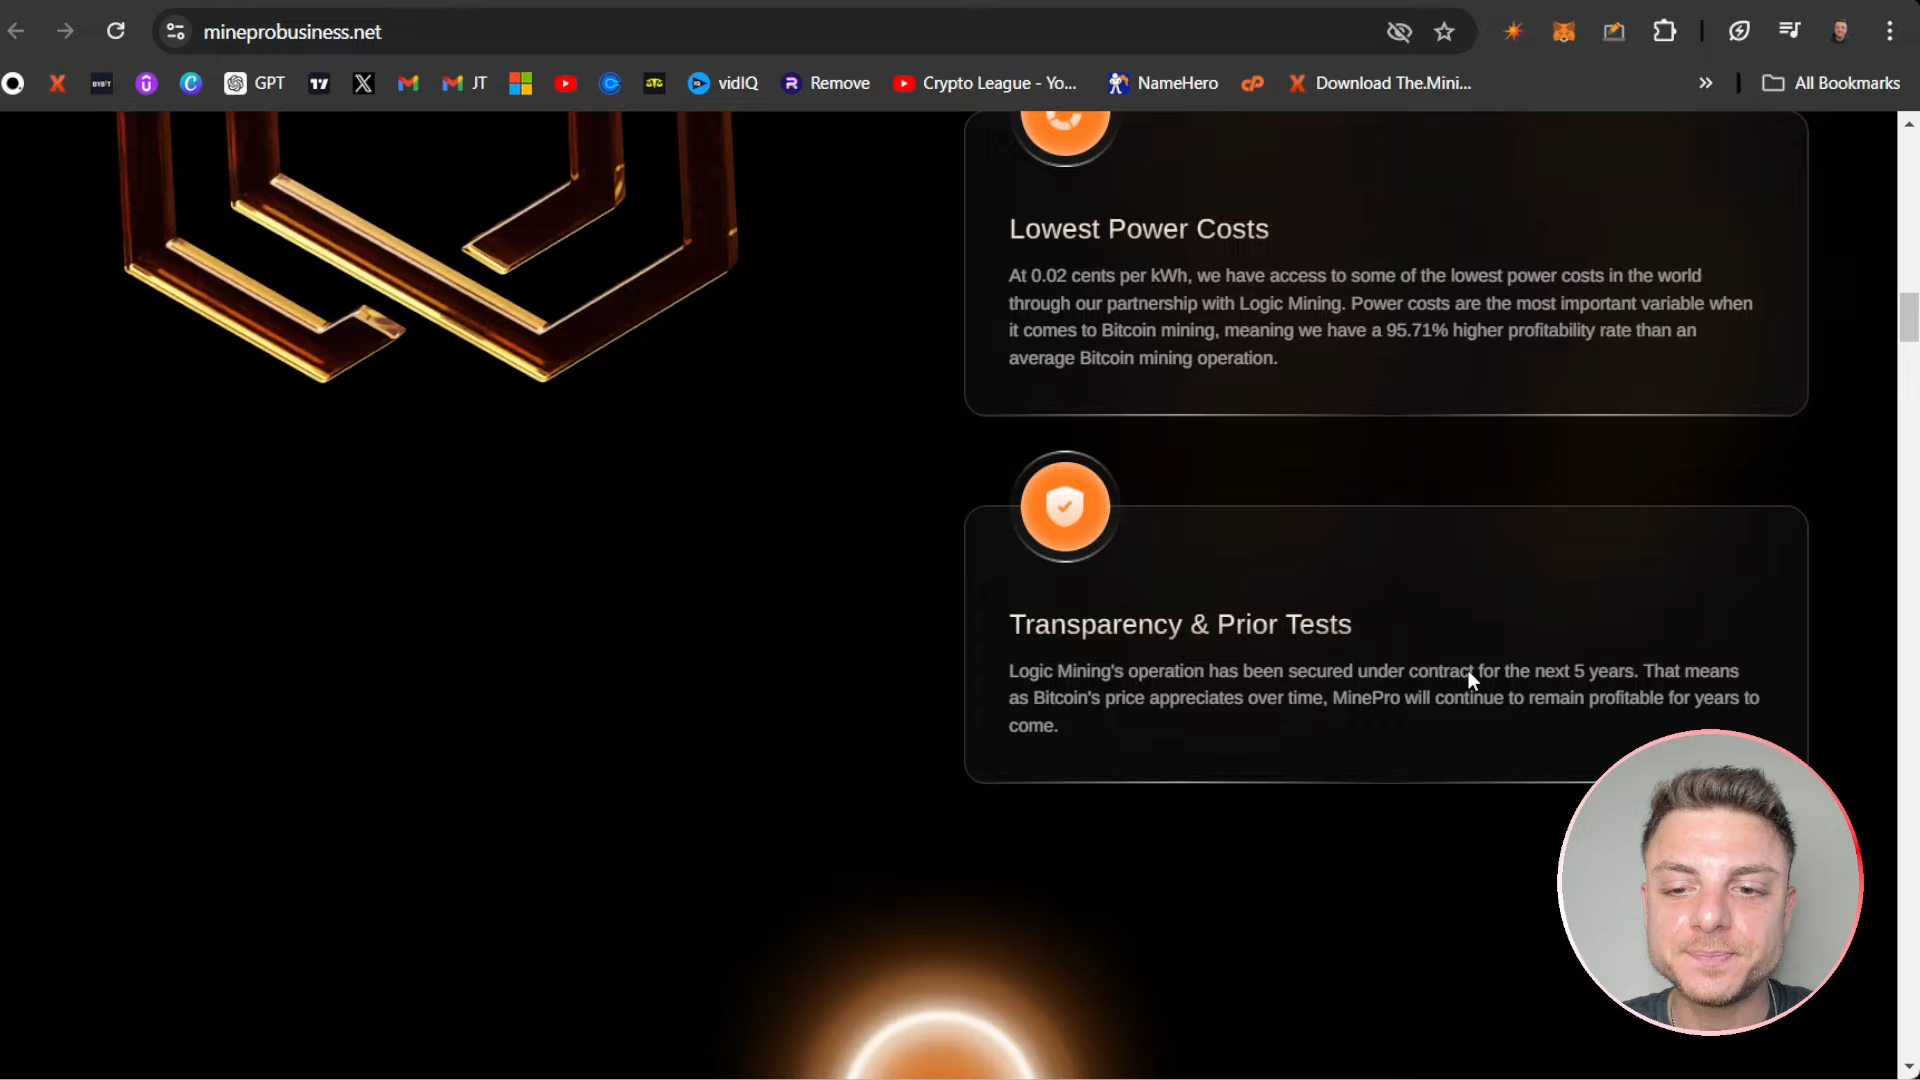 mineprobusiness.net
BYBIT
GPT
JT
vidIQ
Remove
Crypto League - Yo...
NameHero
Download The.Mini...
All Bookmarks
Lowest Power Costs
At 0.02 cents per kWh, we have access to some of the lowest power costs in the world
through our partnership with Logic Mining. Power costs are the most important variable when
it comes to Bitcoin mining, meaning we have a 95.71% higher profitability rate than an
average Bitcoin mining operation.
Transparency & Prior Tests
Logic Mining's operation has been secured under contract for the next 5 years. That means
as Bitcoin's price appreciates over time, MinePro will continue to remain profitable for years to
come.